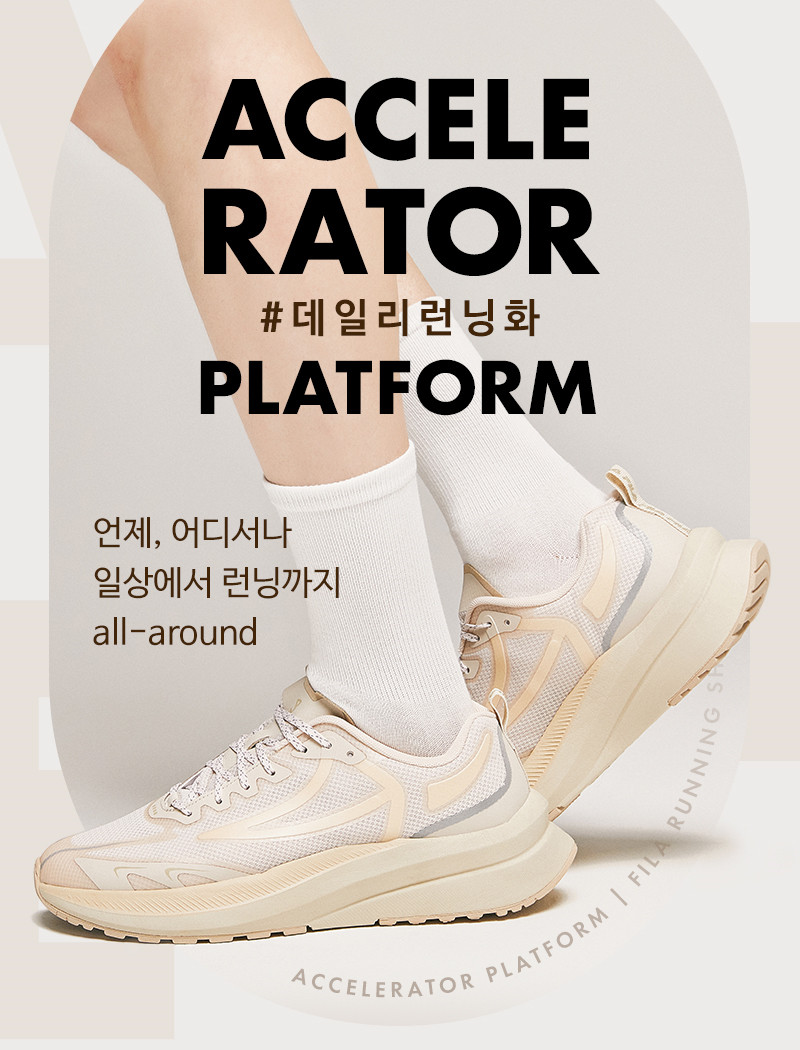 ACCELE
RATOR
#데일리런닝화
PLATFORM
언제, 어디서나
일상에서 런닝까지
all-around
ACCELERATOR PLATFORM | FILA RUNNING SH